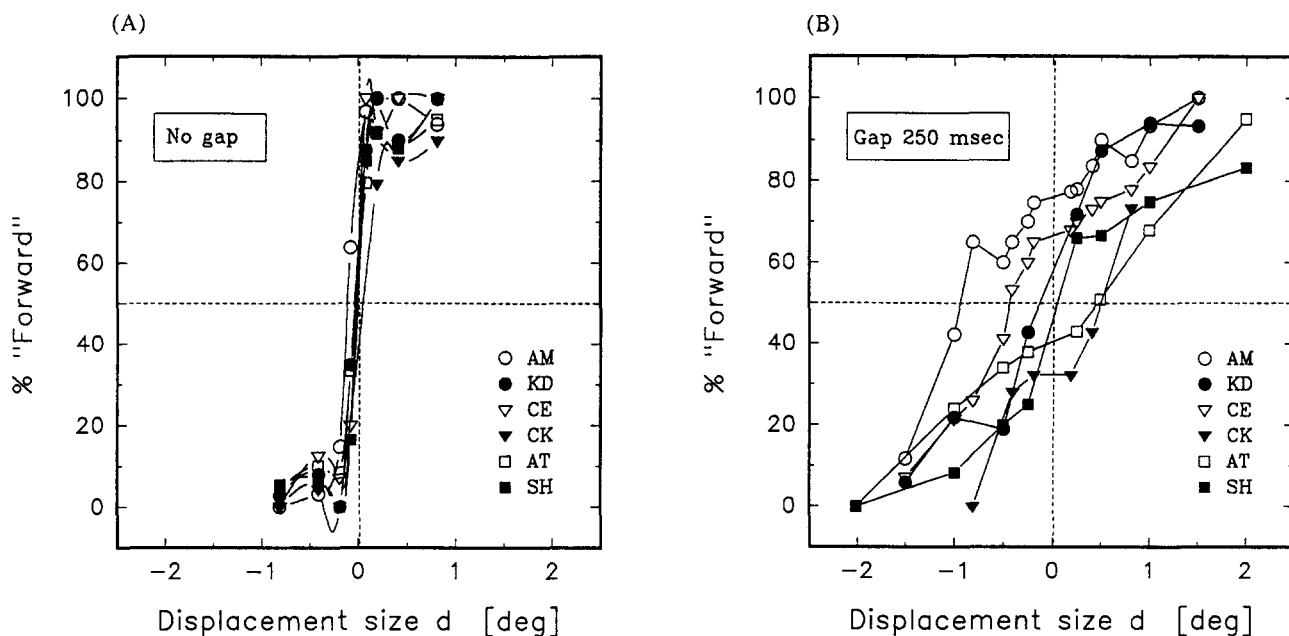 (A)
No gap
% "Forward"
100
80
60
40
20
0
AM
KD
CE
CK
AT
SH
−2
−1
0
1
2
Displacement size d [deg]
(B)
Gap 250 msec
% "Forward"
100
80
60
40
20
0
AM
KD
CE
CK
AT
SH
−2
−1
0
1
2
Displacement size d [deg]